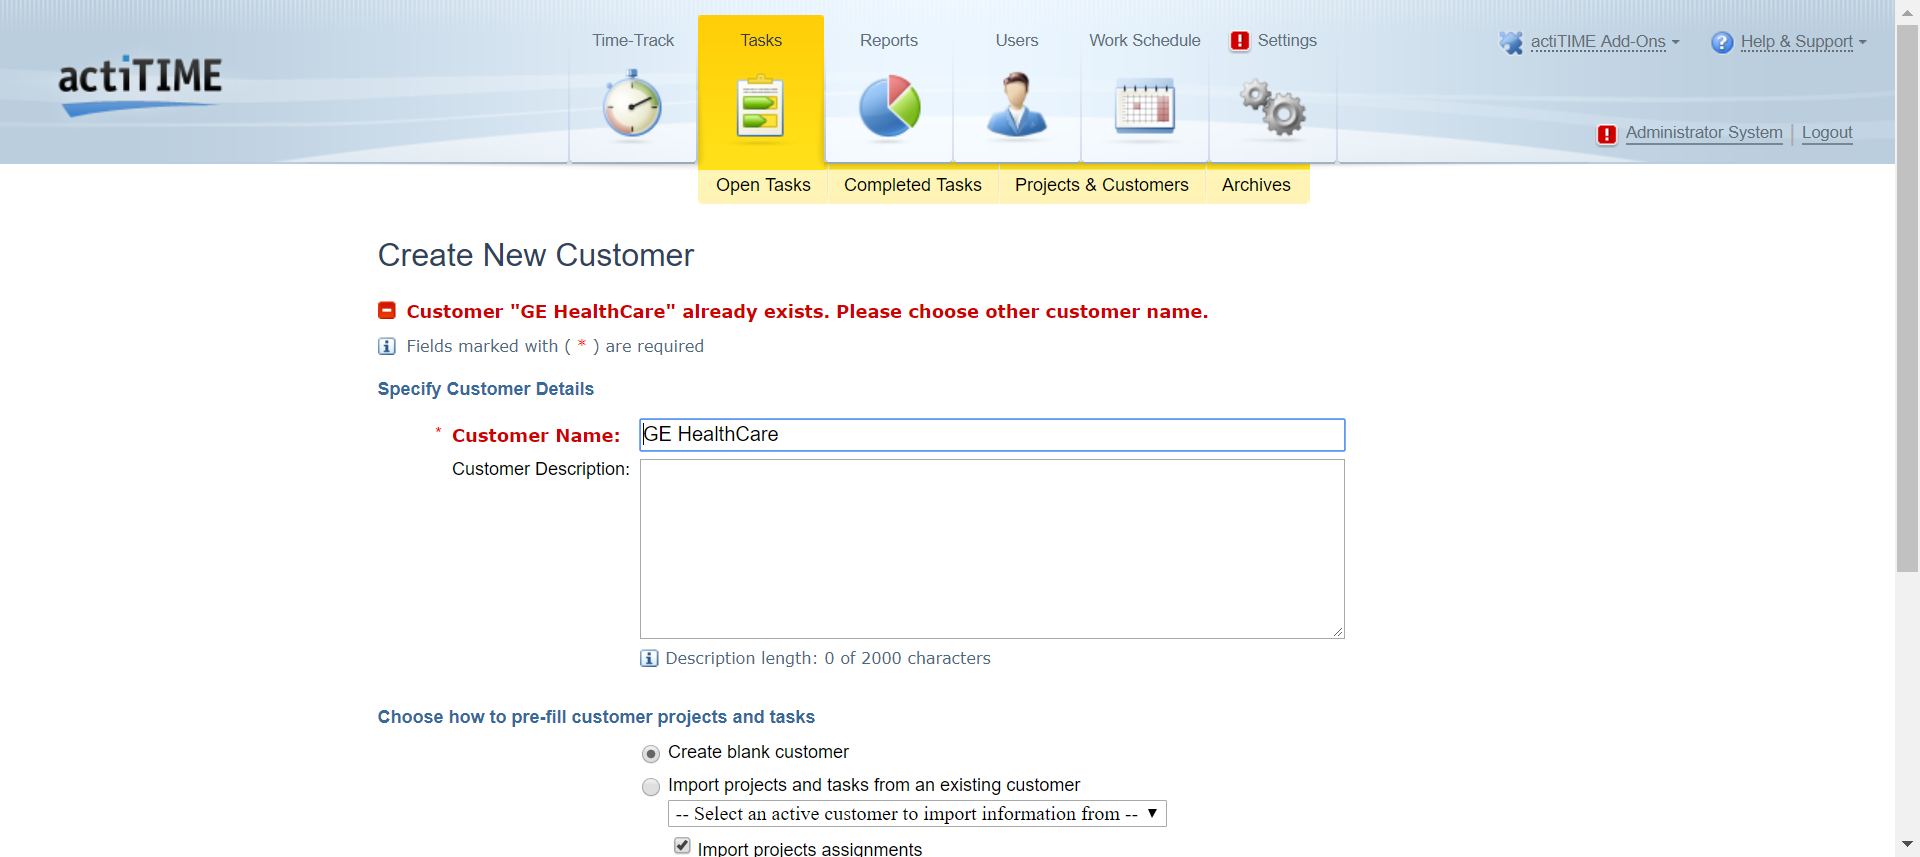 actiTIME
Time-Track
Tasks
Reports
Users
Work Schedule
Settings
actiTIME Add-Ons
Help & Support
Administrator System
Logout
Open Tasks
Completed Tasks
Projects & Customers
Archives
Create New Customer
Customer "GE HealthCare" already exists. Please choose other customer name.
Fields marked with ( * ) are required
Specify Customer Details
* Customer Name: GE HealthCare
Customer Description:
Description length: 0 of 2000 characters
Choose how to pre-fill customer projects and tasks
Create blank customer
Import projects and tasks from an existing customer
-- Select an active customer to import information from --
Import projects assignments